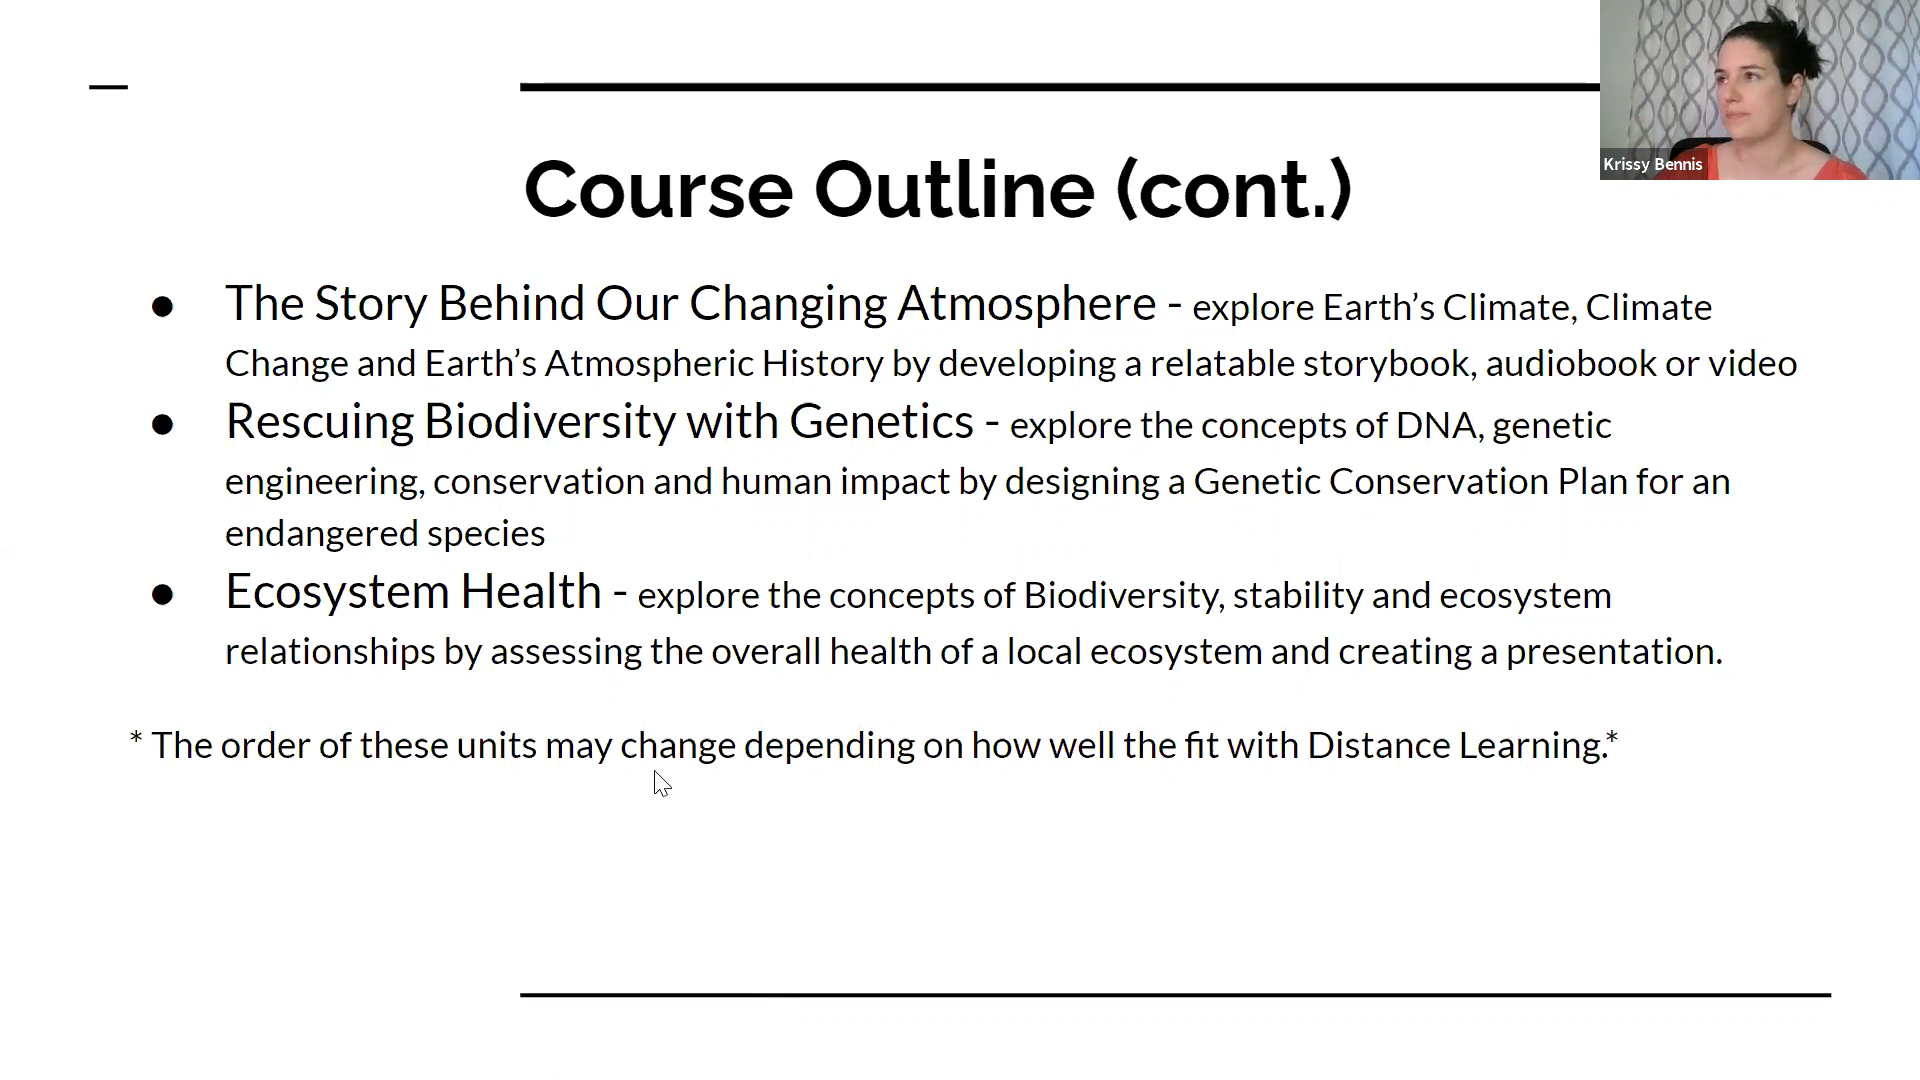 Krissy Bennis
Course Outline (cont.)
● The Story Behind Our Changing Atmosphere - explore Earth’s Climate, Climate
Change and Earth’s Atmospheric History by developing a relatable storybook, audiobook or video
● Rescuing Biodiversity with Genetics - explore the concepts of DNA, genetic
engineering, conservation and human impact by designing a Genetic Conservation Plan for an
endangered species
● Ecosystem Health - explore the concepts of Biodiversity, stability and ecosystem
relationships by assessing the overall health of a local ecosystem and creating a presentation.
* The order of these units may change depending on how well the fit with Distance Learning.*